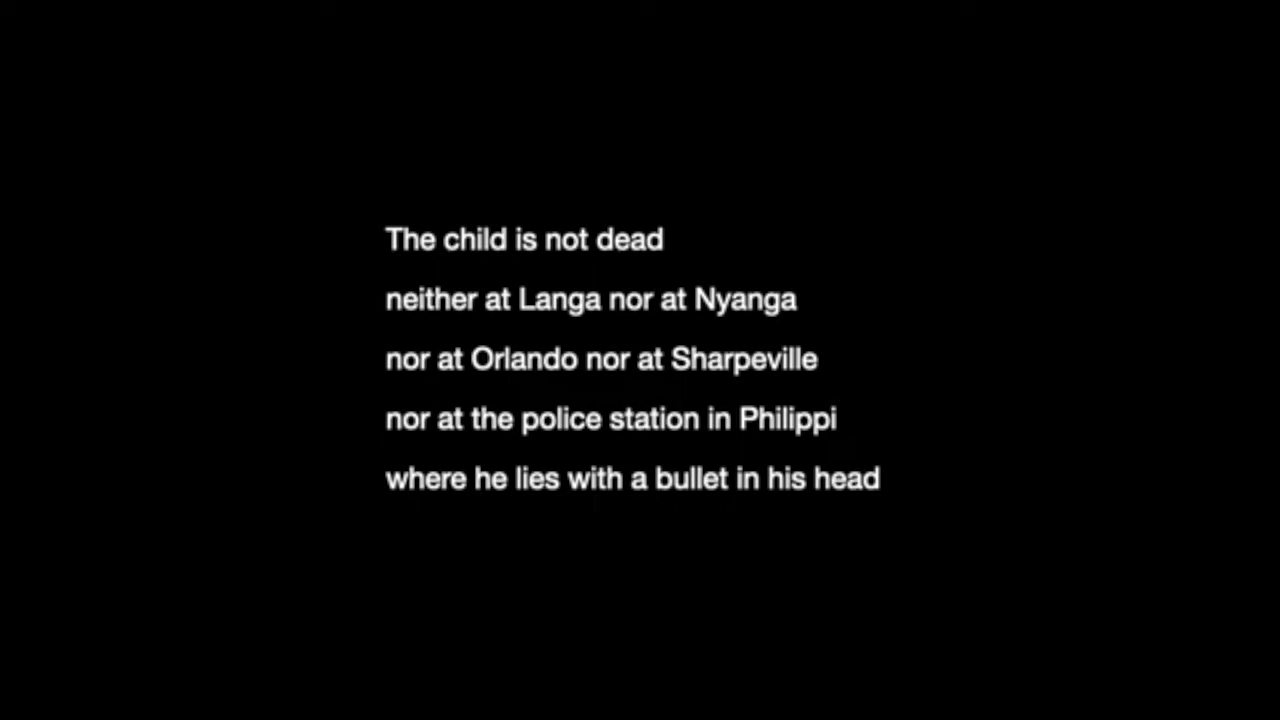 The child is not dead
neither at Langa nor at Nyanga
nor at Orlando nor at Sharpeville
nor at the police station in Philippi
where he lies with a bullet in his head